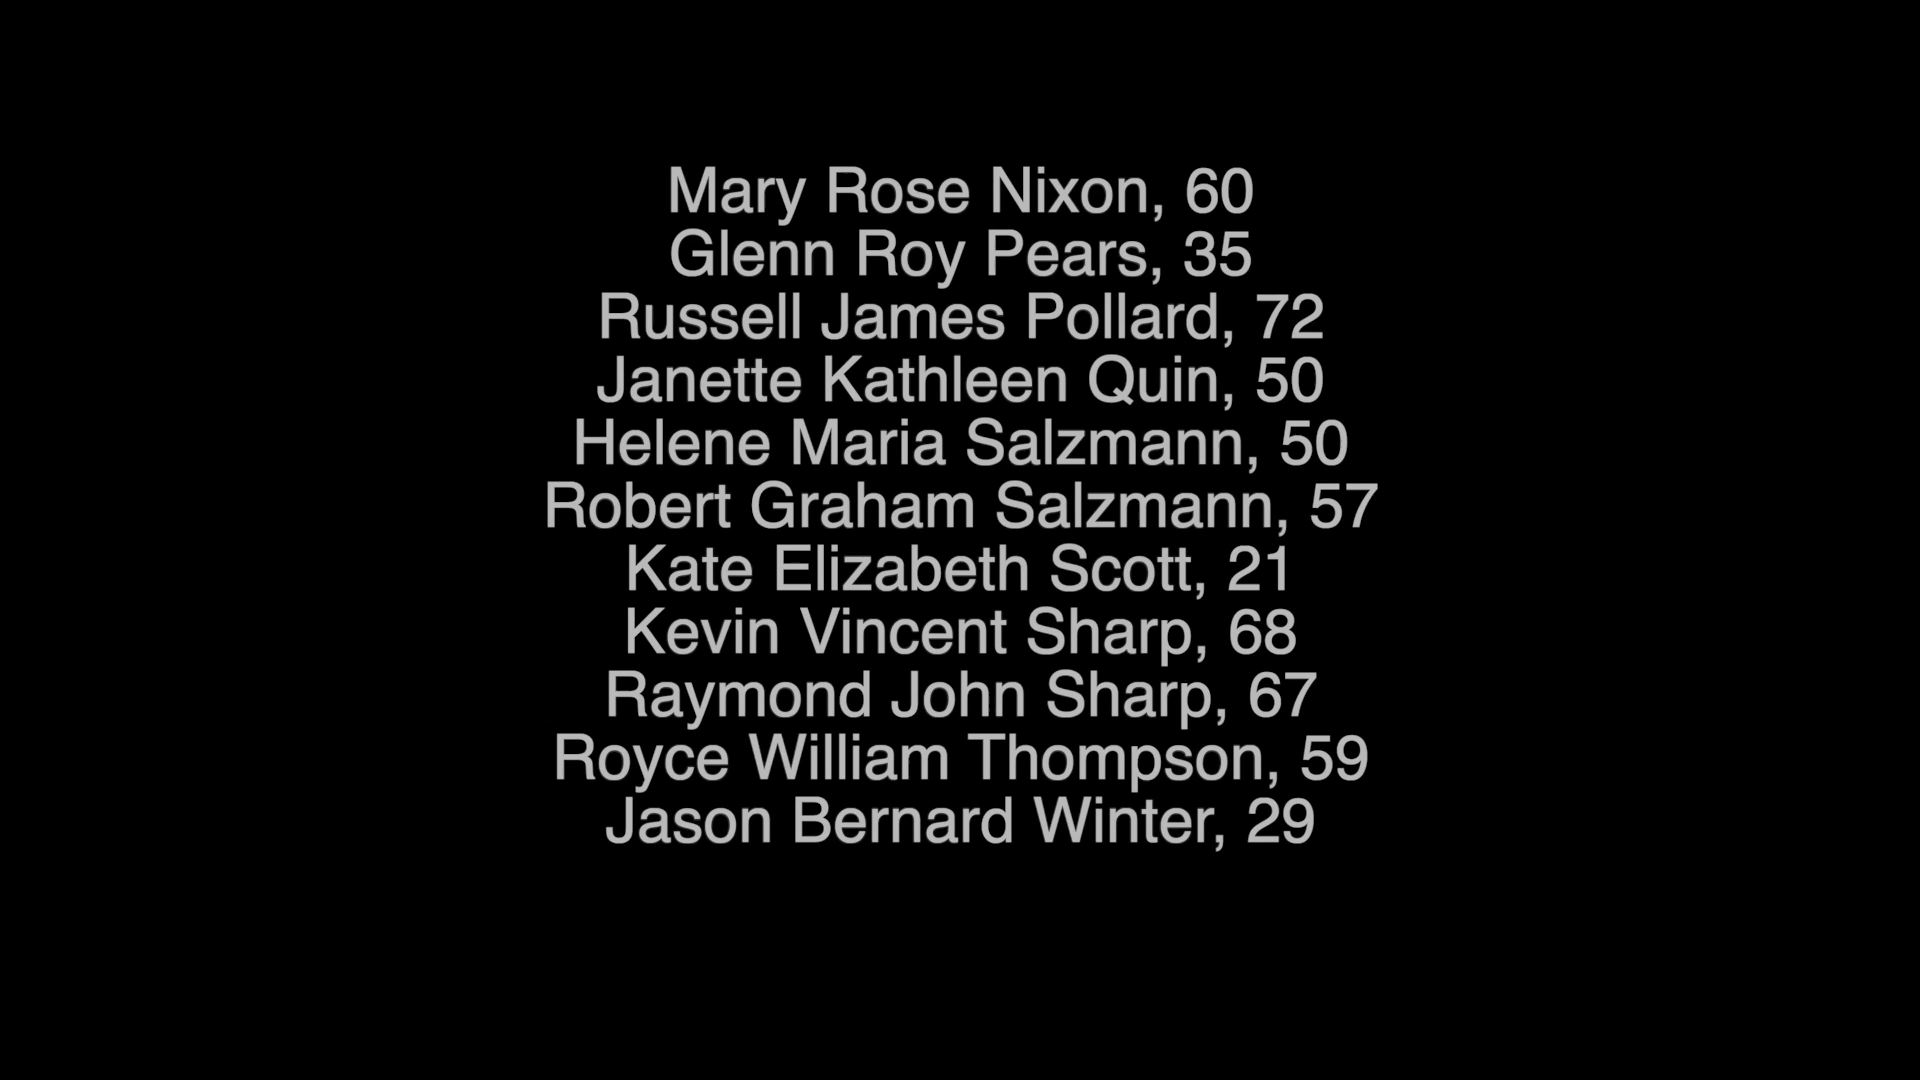 Mary Rose Nixon, 60
Glenn Roy Pears, 35
Russell James Pollard, 72
Janette Kathleen Quin, 50
Helene Maria Salzmann, 50
Robert Graham Salzmann, 57
Kate Elizabeth Scott, 21
Kevin Vincent Sharp, 68
Raymond John Sharp, 67
Royce William Thompson, 59
Jason Bernard Winter, 29